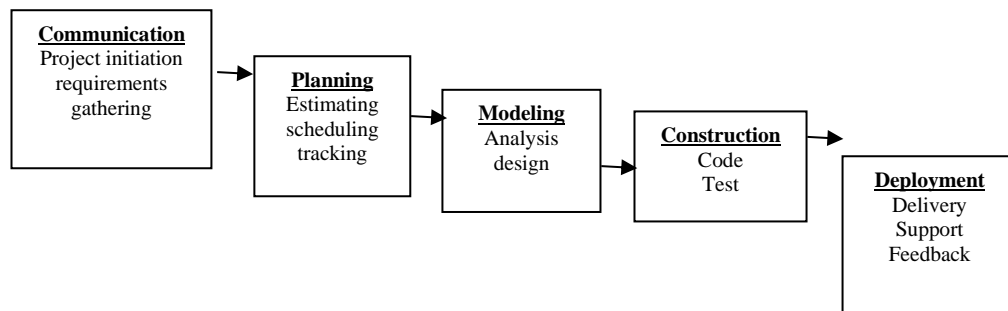 Communication
Project initiation
requirements
gathering
Planning
Estimating
scheduling
tracking
Modeling
Analysis
design
Construction
Code
Test
Deployment
Delivery
Support
Feedback